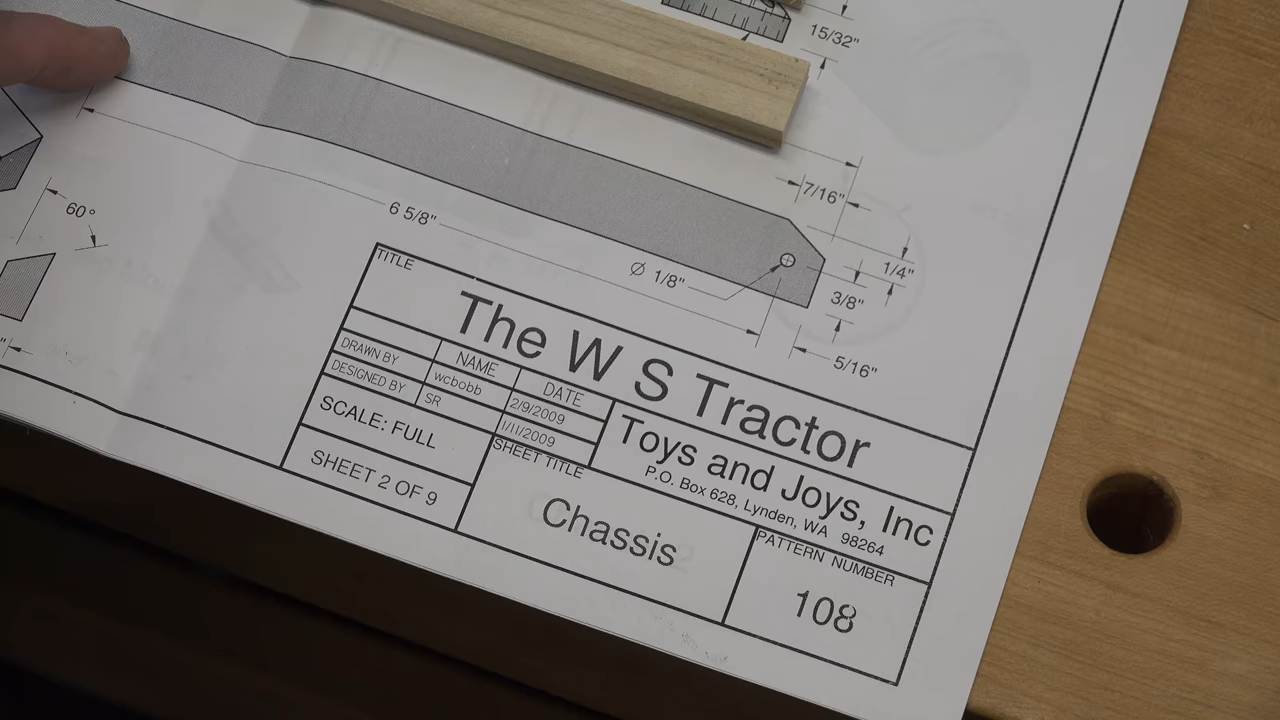 15/32"
7/16"
60°
6 5/8"
Ø 1/8"
1/4"
3/8"
5/16"
TITLE
The W S Tractor
NAME
DATE
DRAWN BY
wcbobb
2/9/2009
DESIGNED BY
SR
1/11/2009
SCALE: FULL
SHEET 2 OF 9
Toys and Joys, Inc
P.O. Box 628, Lynden, WA 98264
SHEET TITLE
Chassis
PATTERN NUMBER
108